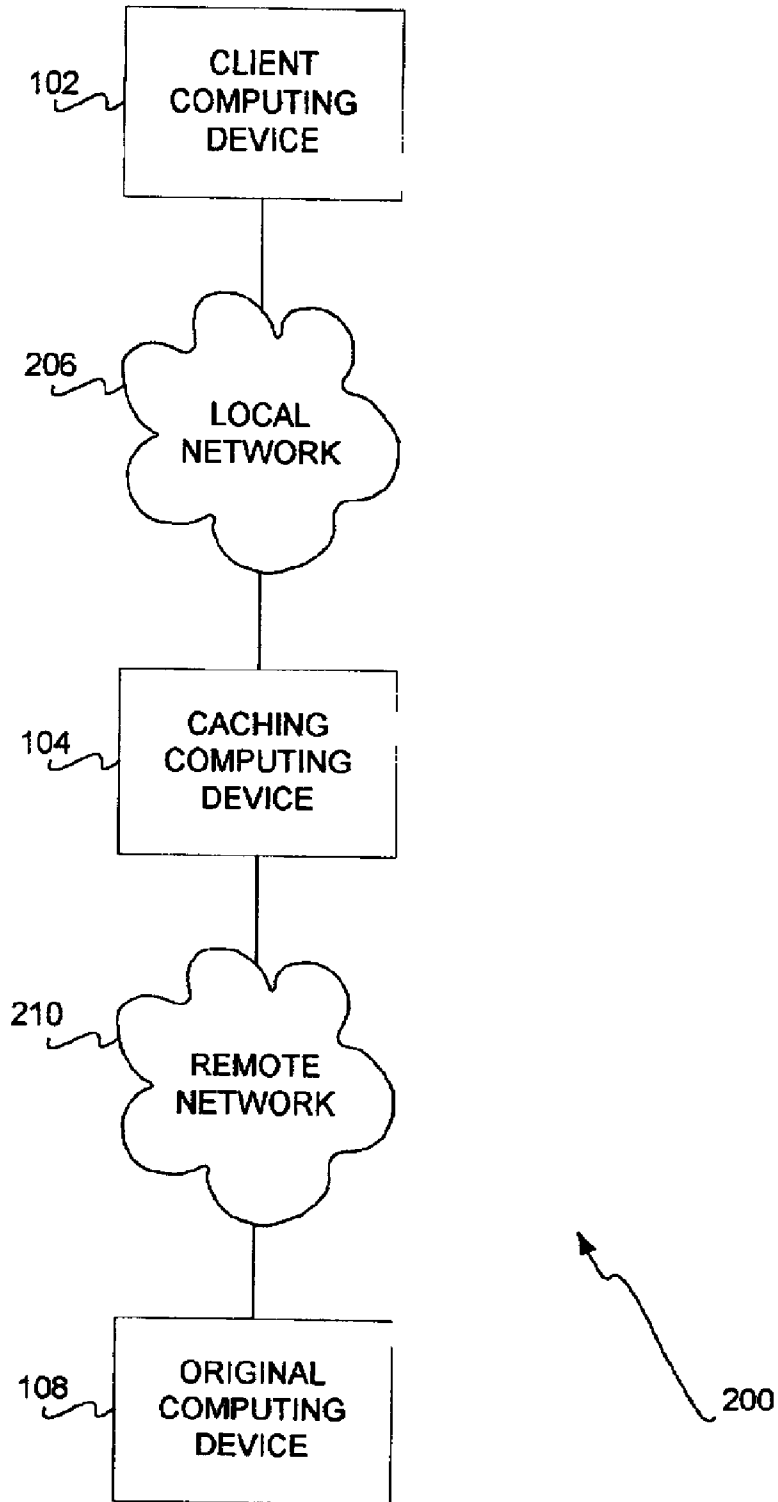 102
CLIENT
COMPUTING
DEVICE
206
LOCAL
NETWORK
104
CACHING
COMPUTING
DEVICE
210
REMOTE
NETWORK
108
ORIGINAL
COMPUTING
DEVICE
200